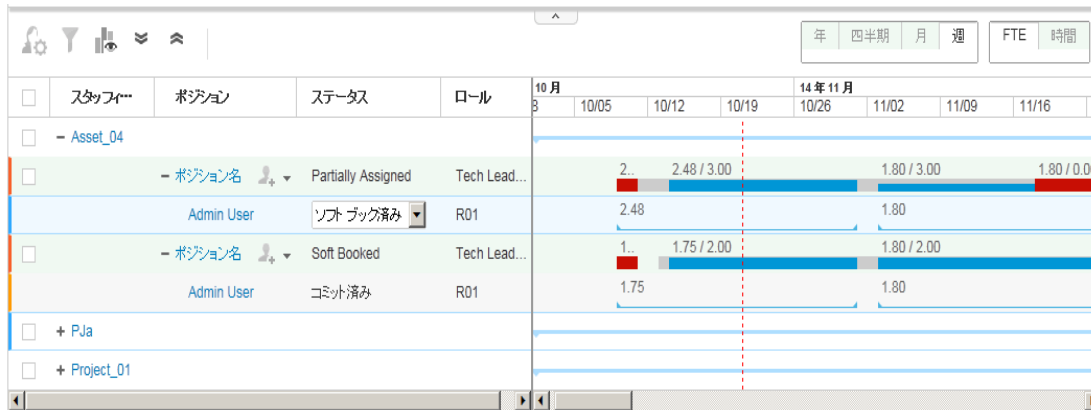 年 四半期 月 週 FTE 時間
スタッフィ… ポジション ステータス ロール
10月 14年11月
10/05 10/12 10/19 10/26 11/02 11/09 11/16
− Asset_04
− ポジション名 Partially Assigned Tech Lead... 2.. 2.48 / 3.00 1.80 / 3.00 1.80 / 0.0
Admin User ソフト ブック済み R01 2.48 1.80
− ポジション名 Soft Booked Tech Lead... 1.. 1.75 / 2.00 1.80 / 2.00
Admin User コミット済み R01 1.75 1.80
+ PJa
+ Project_01